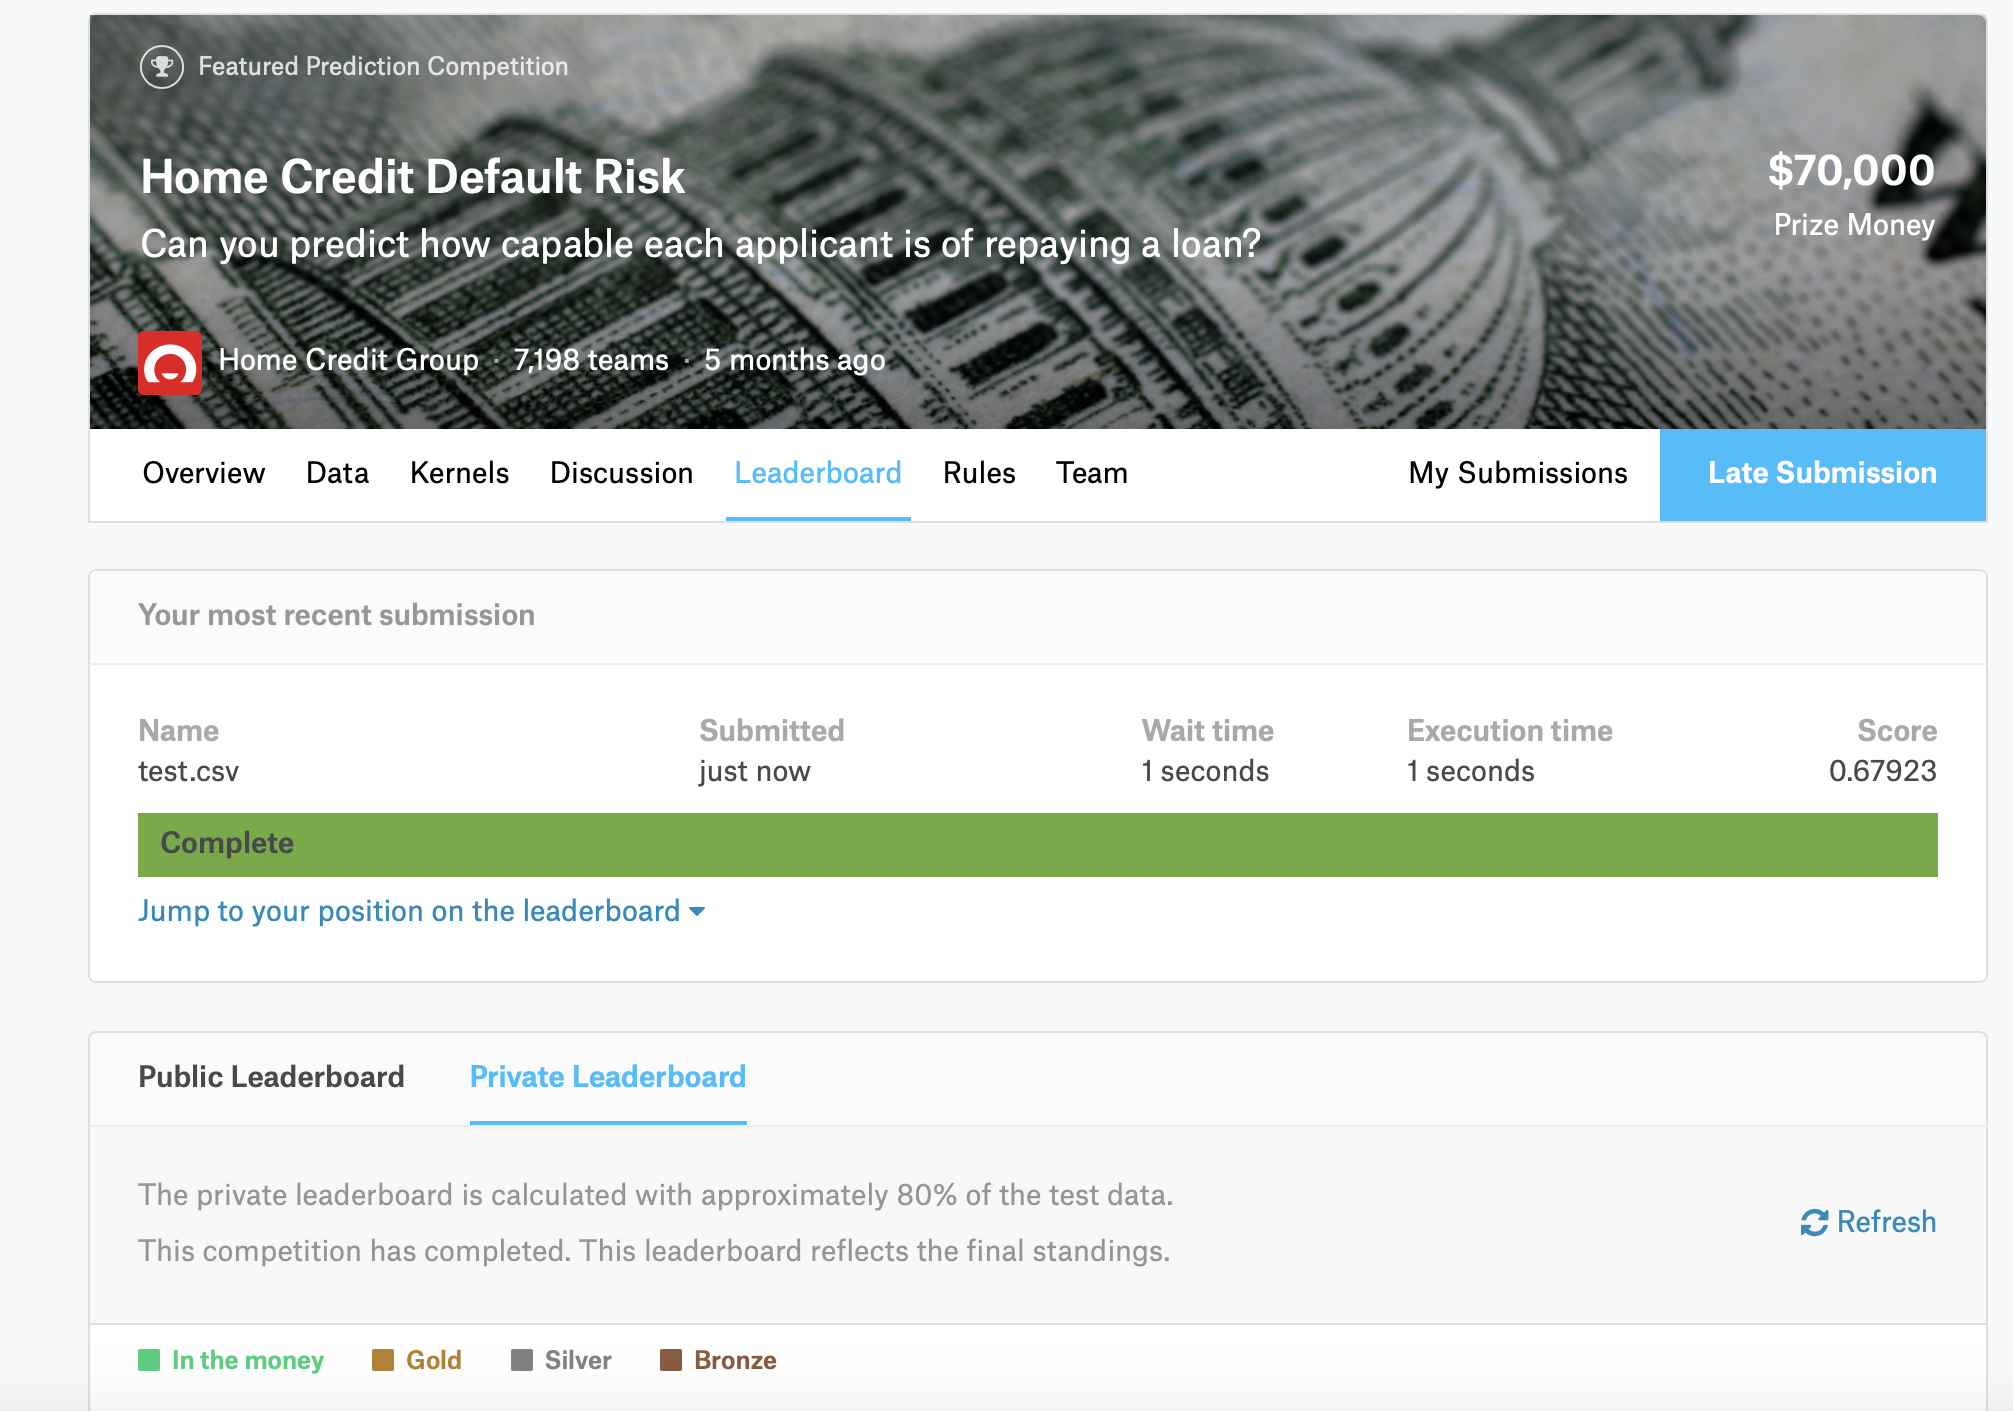 Featured Prediction Competition
Home Credit Default Risk
$70,000
Can you predict how capable each applicant is of repaying a loan?
Prize Money
Home Credit Group · 7,198 teams · 5 months ago
Overview Data Kernels Discussion Leaderboard Rules Team My Submissions Late Submission
Your most recent submission
Name Submitted Wait time Execution time Score
test.csv just now 1 seconds 1 seconds 0.67923
Complete
Jump to your position on the leaderboard
Public Leaderboard Private Leaderboard
The private leaderboard is calculated with approximately 80% of the test data.
This competition has completed. This leaderboard reflects the final standings.
Refresh
In the money Gold Silver Bronze